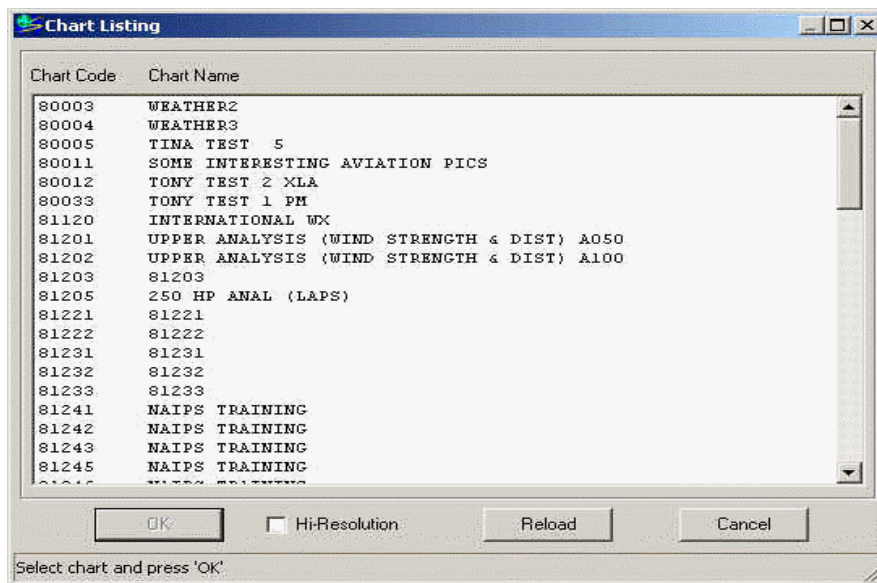 Chart Listing
Chart Code Chart Name
80003 WEATHER2
80004 WEATHER3
80005 TINA TEST 5
80011 SOME INTERESTING AVIATION PICS
80012 TONY TEST 2 XLA
80033 TONY TEST 1 PM
81120 INTERNATIONAL WX
81201 UPPER ANALYSIS (WIND STRENGTH & DIST) A050
81202 UPPER ANALYSIS (WIND STRENGTH & DIST) A100
81203 81203
81205 250 HP ANAL (LAPS)
81221 81221
81222 81222
81231 81231
81232 81232
81233 81233
81241 NAIPS TRAINING
81242 NAIPS TRAINING
81243 NAIPS TRAINING
81245 NAIPS TRAINING
OK Hi-Resolution Reload Cancel
Select chart and press 'OK'